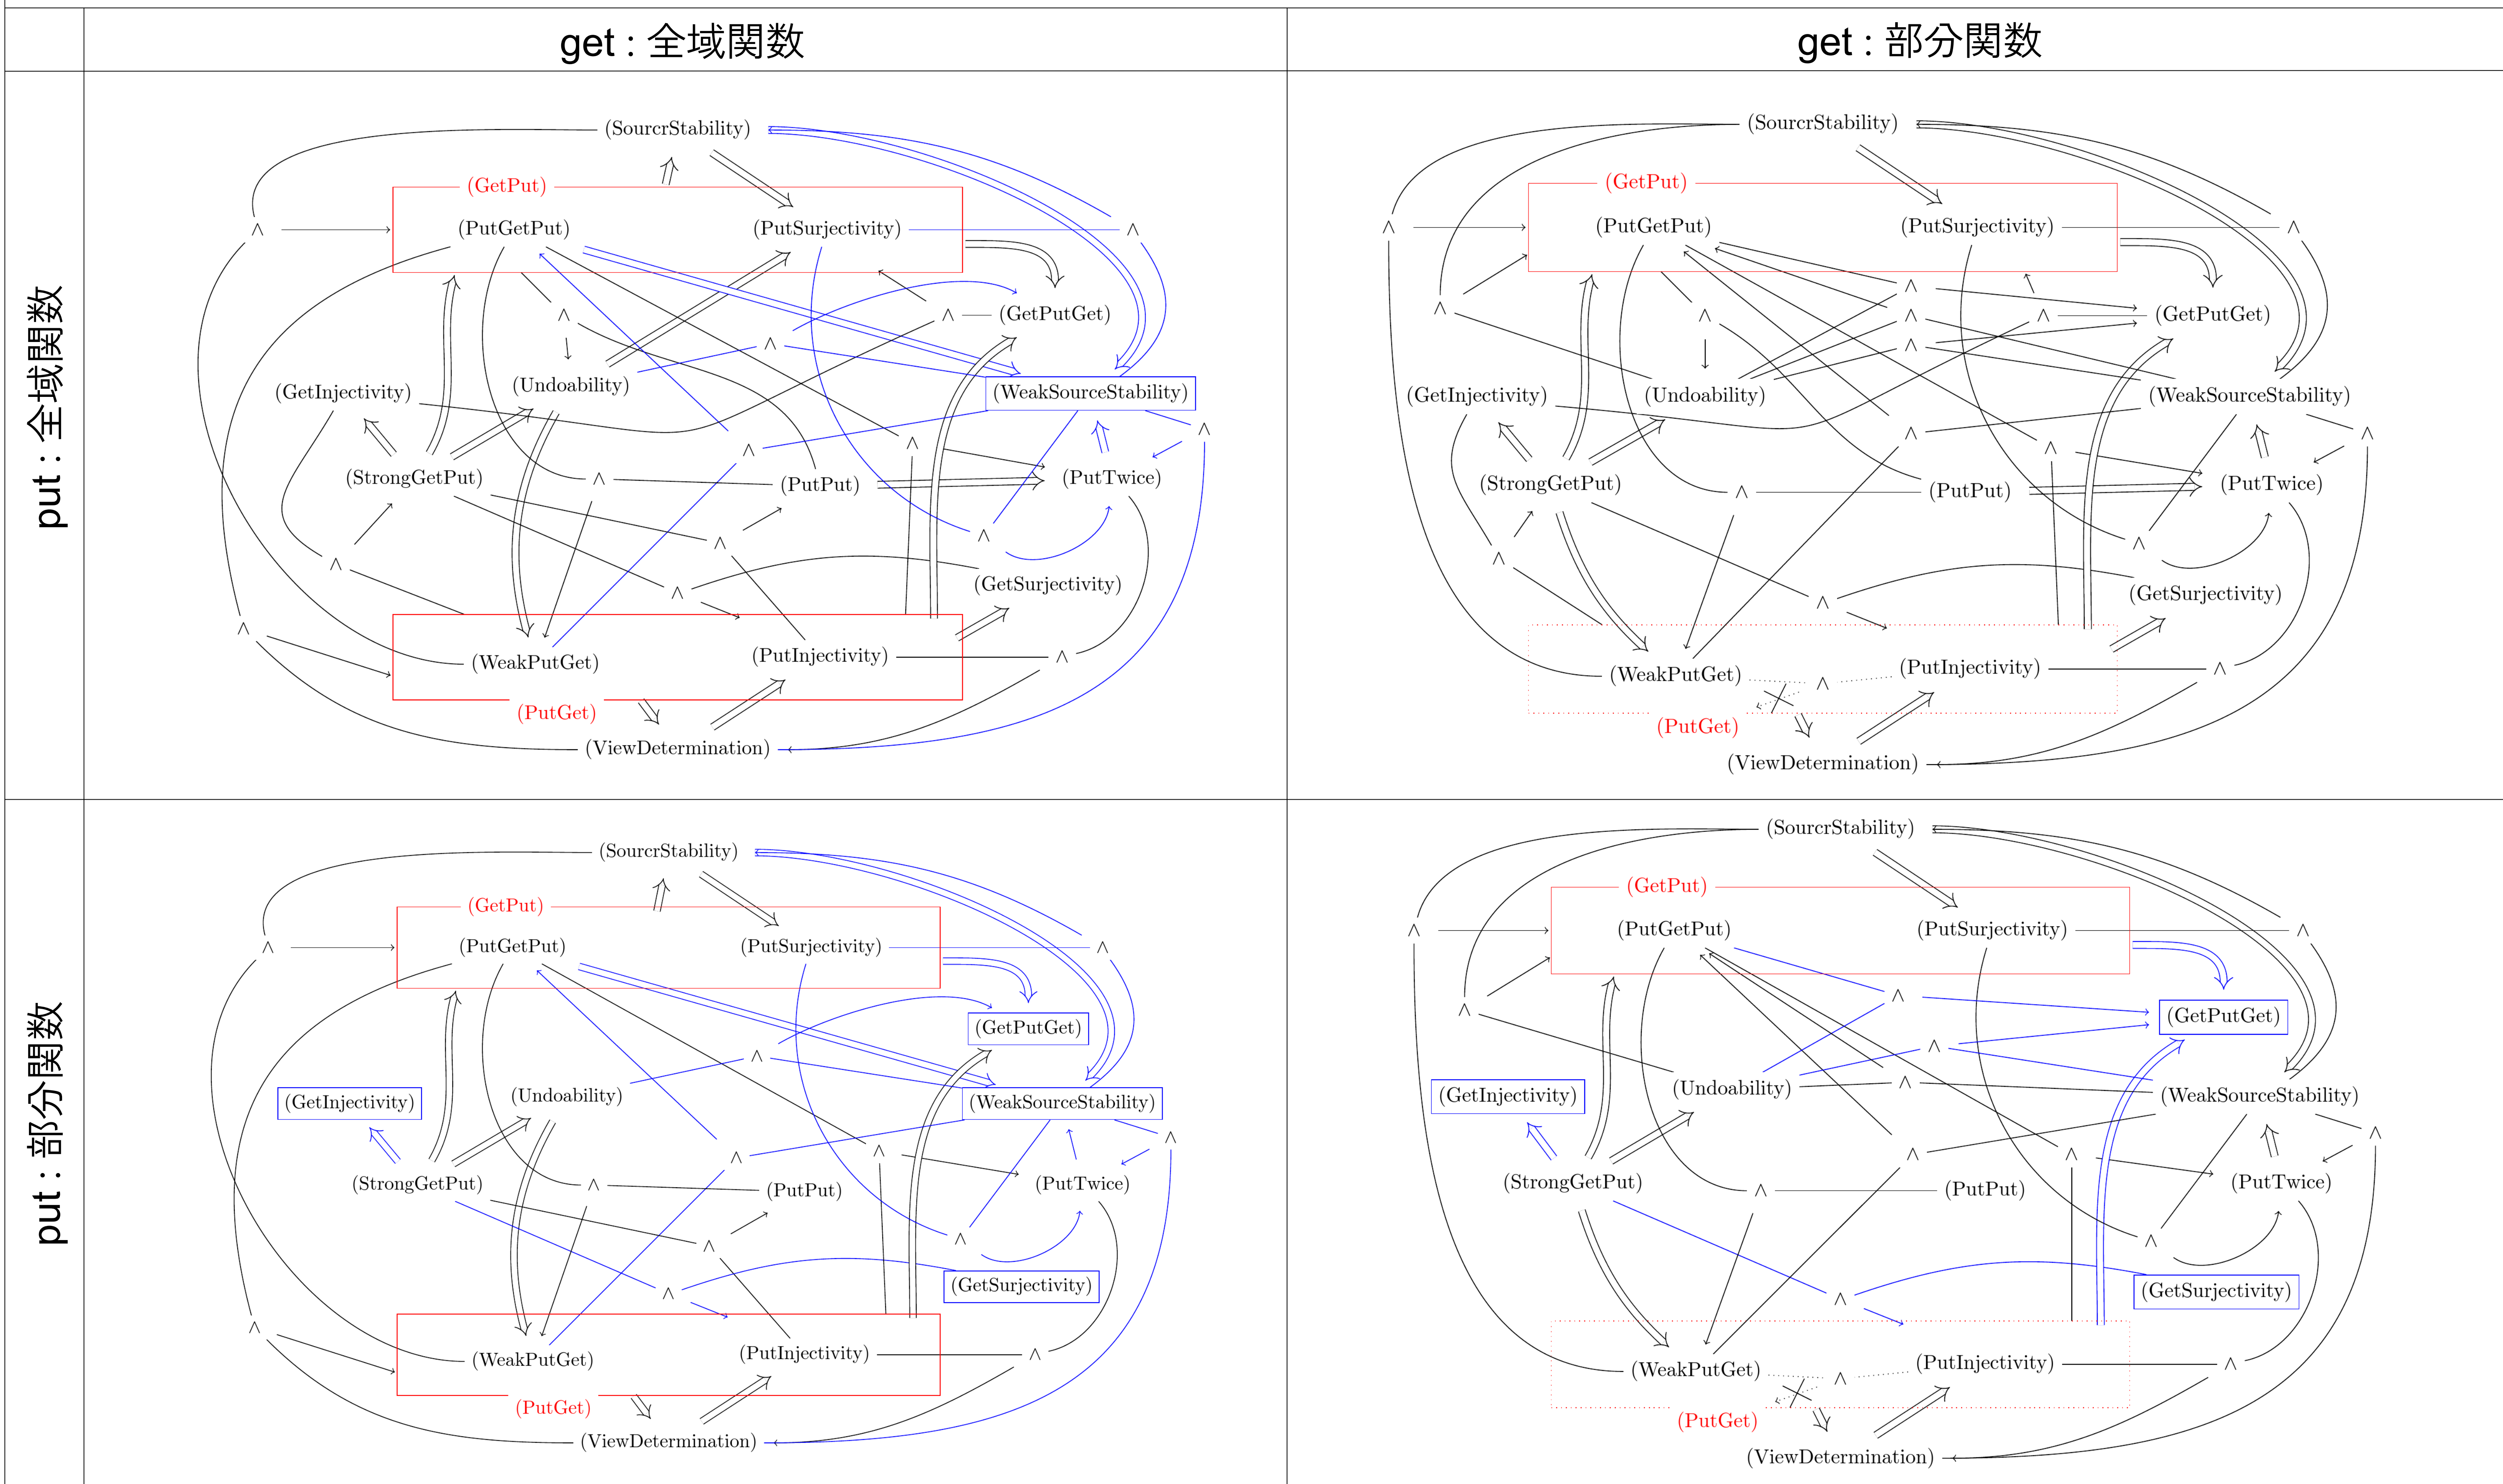 get : 全域関数
get : 部分関数
put : 全域関数
(SourcrStability)
(GetPut)
(PutGetPut)
(PutSurjectivity)
∧
∧
∧
∧
(GetPutGet)
∧
(Undoability)
(GetInjectivity)
(WeakSourceStability)
∧
∧
∧
(StrongGetPut)
∧
(PutPut)
(PutTwice)
∧
∧
∧
(GetSurjectivity)
∧
∧
(WeakPutGet)
(PutInjectivity)
∧
(PutGet)
(ViewDetermination)
(SourcrStability)
(GetPut)
∧
(PutGetPut)
(PutSurjectivity)
∧
∧
∧
∧
∧
∧
(GetPutGet)
∧
(GetInjectivity)
(Undoability)
(WeakSourceStability)
∧
∧
∧
(StrongGetPut)
∧
(PutPut)
(PutTwice)
∧
∧
(GetSurjectivity)
∧
(WeakPutGet)
∧
(PutInjectivity)
∧
(PutGet)
(ViewDetermination)
put : 部分関数
(SourcrStability)
(GetPut)
∧
(PutGetPut)
(PutSurjectivity)
∧
(GetPutGet)
∧
(GetInjectivity)
(Undoability)
(WeakSourceStability)
∧
∧
∧
(StrongGetPut)
∧
(PutPut)
(PutTwice)
∧
∧
(GetSurjectivity)
∧
∧
(WeakPutGet)
(PutInjectivity)
∧
(PutGet)
(ViewDetermination)
(SourcrStability)
(GetPut)
∧
(PutGetPut)
(PutSurjectivity)
∧
∧
∧
(GetPutGet)
∧
(GetInjectivity)
(Undoability)
∧
(WeakSourceStability)
∧
∧
∧
(StrongGetPut)
∧
(PutPut)
(PutTwice)
∧
(GetSurjectivity)
∧
(WeakPutGet)
∧
(PutInjectivity)
∧
(PutGet)
(ViewDetermination)